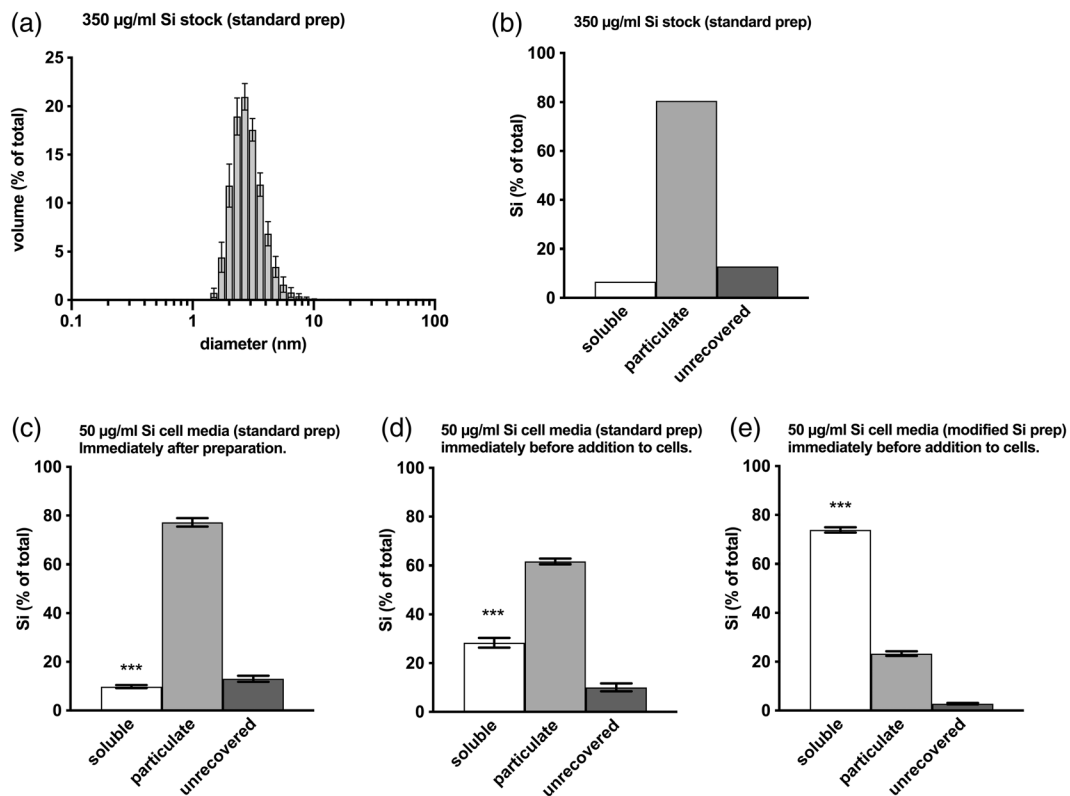 (a)
350 µg/ml Si stock (standard prep)
volume (% of total)
25
20
15
10
5
0
0.1
1
10
100
diameter (nm)
(b)
350 µg/ml Si stock (standard prep)
Si (% of total)
100
80
60
40
20
0
soluble
particulate
unrecovered
(c)
50 µg/ml Si cell media (standard prep)
Immediately after preparation.
Si (% of total)
100
80
60
40
20
0
***
soluble
particulate
unrecovered
(d)
50 µg/ml Si cell media (standard prep)
immediately before addition to cells.
Si (% of total)
100
80
60
40
20
0
***
soluble
particulate
unrecovered
(e)
50 µg/ml Si cell media (modified Si prep)
immediately before addition to cells.
Si (% of total)
100
80
60
40
20
0
***
soluble
particulate
unrecovered